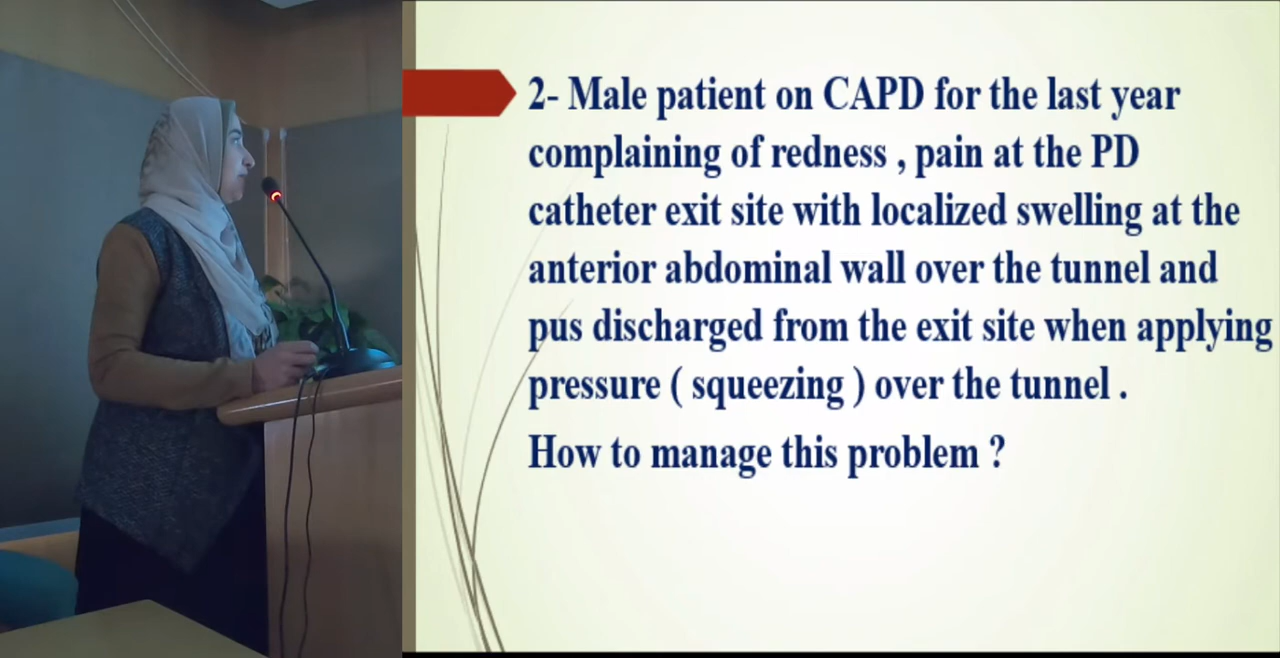 2- Male patient on CAPD for the last year
complaining of redness , pain at the PD
catheter exit site with localized swelling at the
anterior abdominal wall over the tunnel and
pus discharged from the exit site when applying
pressure ( squeezing ) over the tunnel .
How to manage this problem ?